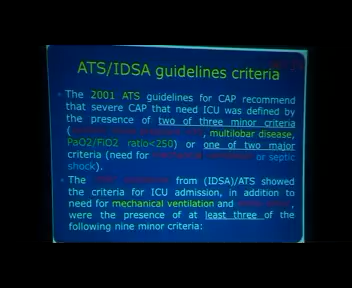 ATS/IDSA guidelines criteria
The 2001 ATS guidelines for CAP recommend
that severe CAP that need ICU was defined by
the presence of two of three minor criteria
(, multilobar disease,
PaO2/FiO2 ratio<250) or one of two major
criteria (need for or septic
shock).
The from (IDSA)/ATS showed
the criteria for ICU admission, in addition to
need for mechanical ventilation and ,
were the presence of at least three of the
following nine minor criteria: